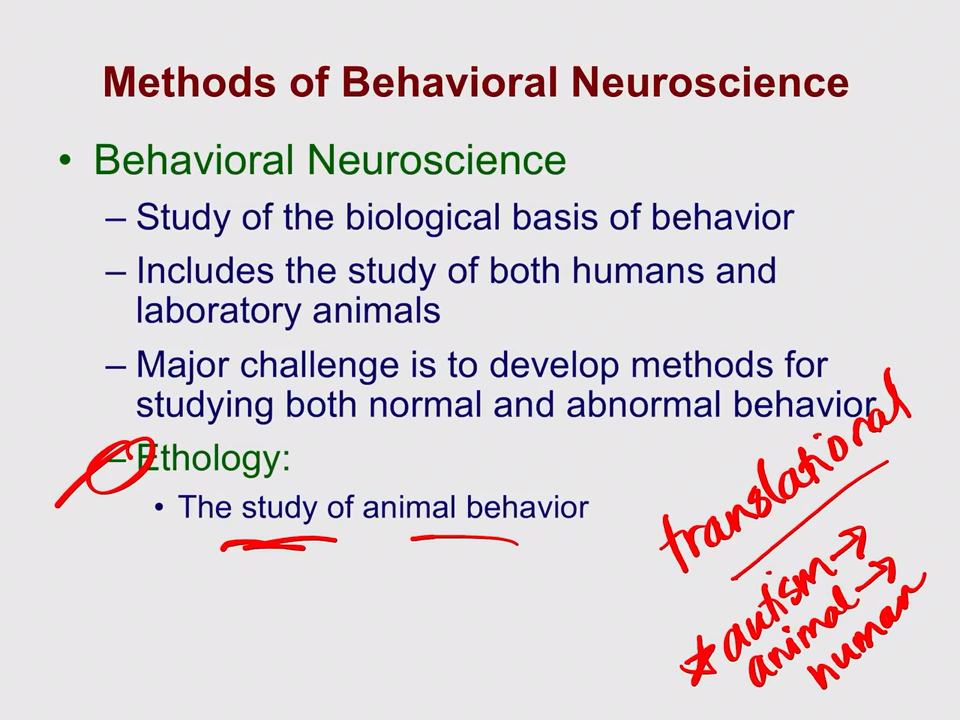 Methods of Behavioral Neuroscience
• Behavioral Neuroscience
– Study of the biological basis of behavior
– Includes the study of both humans and
laboratory animals
– Major challenge is to develop methods for
studying both normal and abnormal behavior
– Ethology:
• The study of animal behavior
translational
* autism →
animal →
human